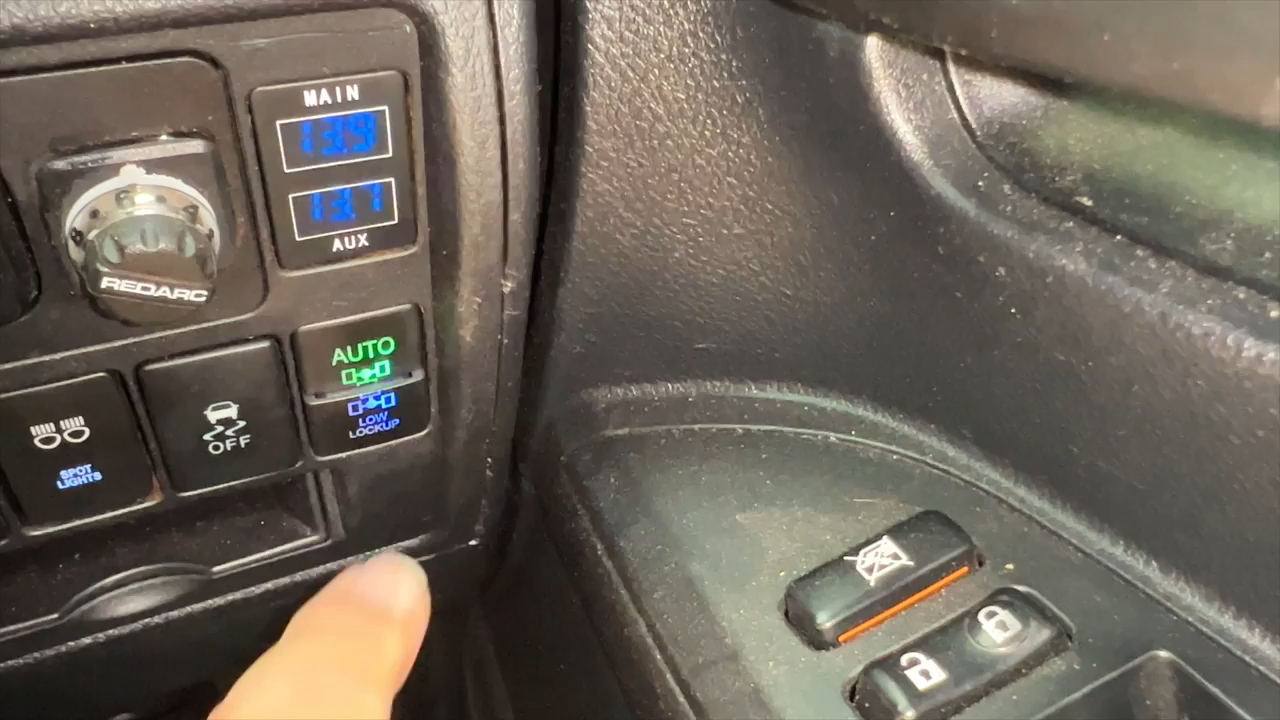 MAIN
13.9
13.7
AUX
REDARC
AUTO
LOW
LOCKUP
OFF
SPOT
LIGHTS